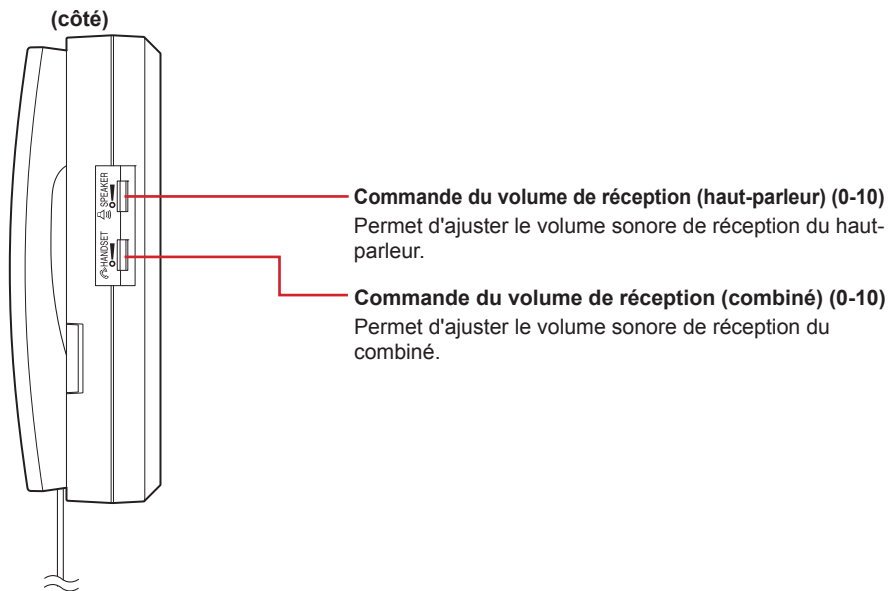 (côté)
SPEAKER
HANDSET
Commande du volume de réception (haut-parleur) (0-10)
Permet d'ajuster le volume sonore de réception du haut-
parleur.
Commande du volume de réception (combiné) (0-10)
Permet d'ajuster le volume sonore de réception du
combiné.